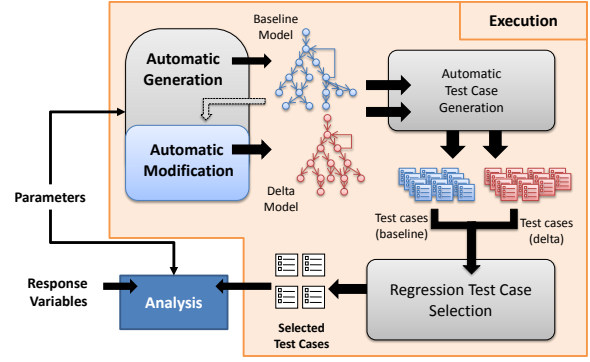 Baseline
Model
Execution
Automatic
Generation
Automatic
Test Case
Generation
Automatic
Modification
Delta
Model
Parameters
Test cases
(baseline)
Test cases
(delta)
Response
Variables
Analysis
Selected
Test Cases
Regression Test Case
Selection